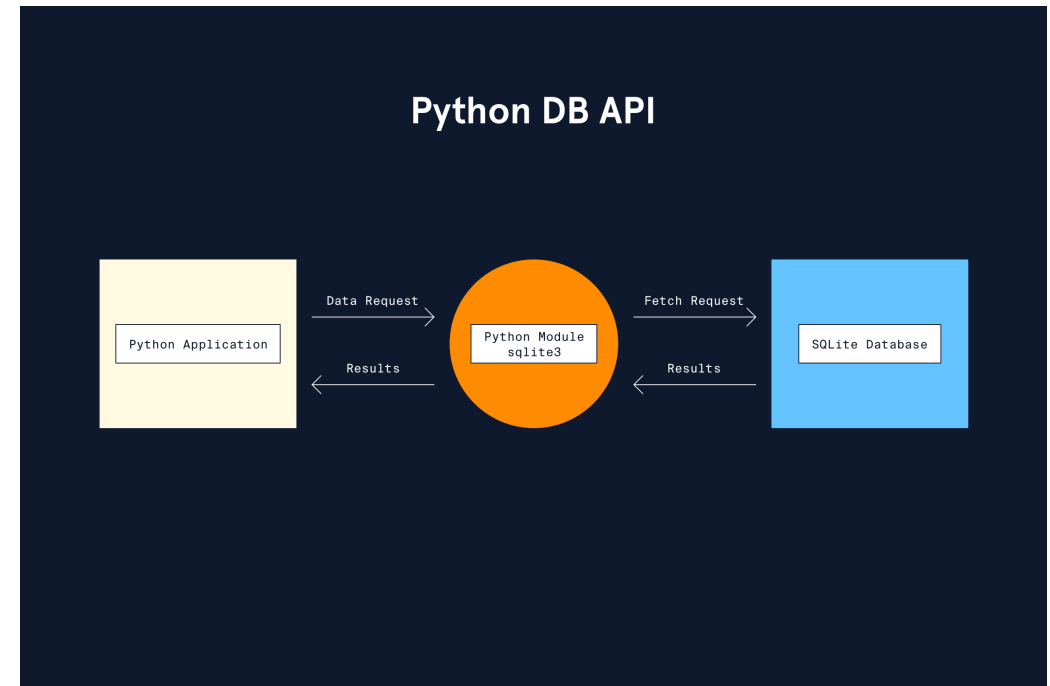 Python DB API
Data Request
Fetch Request
Python Application
Python Module
sqlite3
SQLite Database
Results
Results